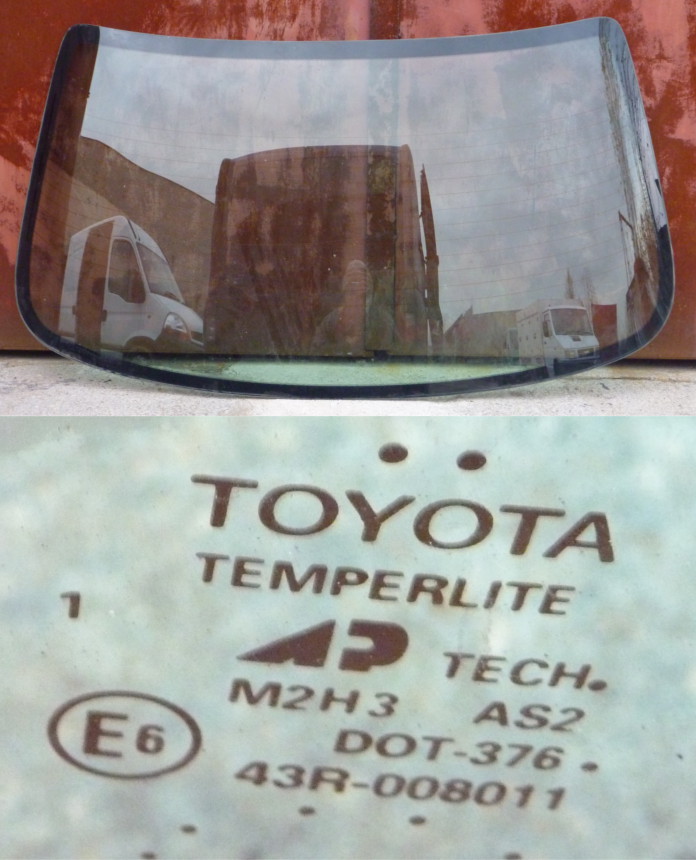 TOYOTA
TEMPERLITE
1
AP TECH.
M2H3 AS2
E6
DOT-376
43R-008011